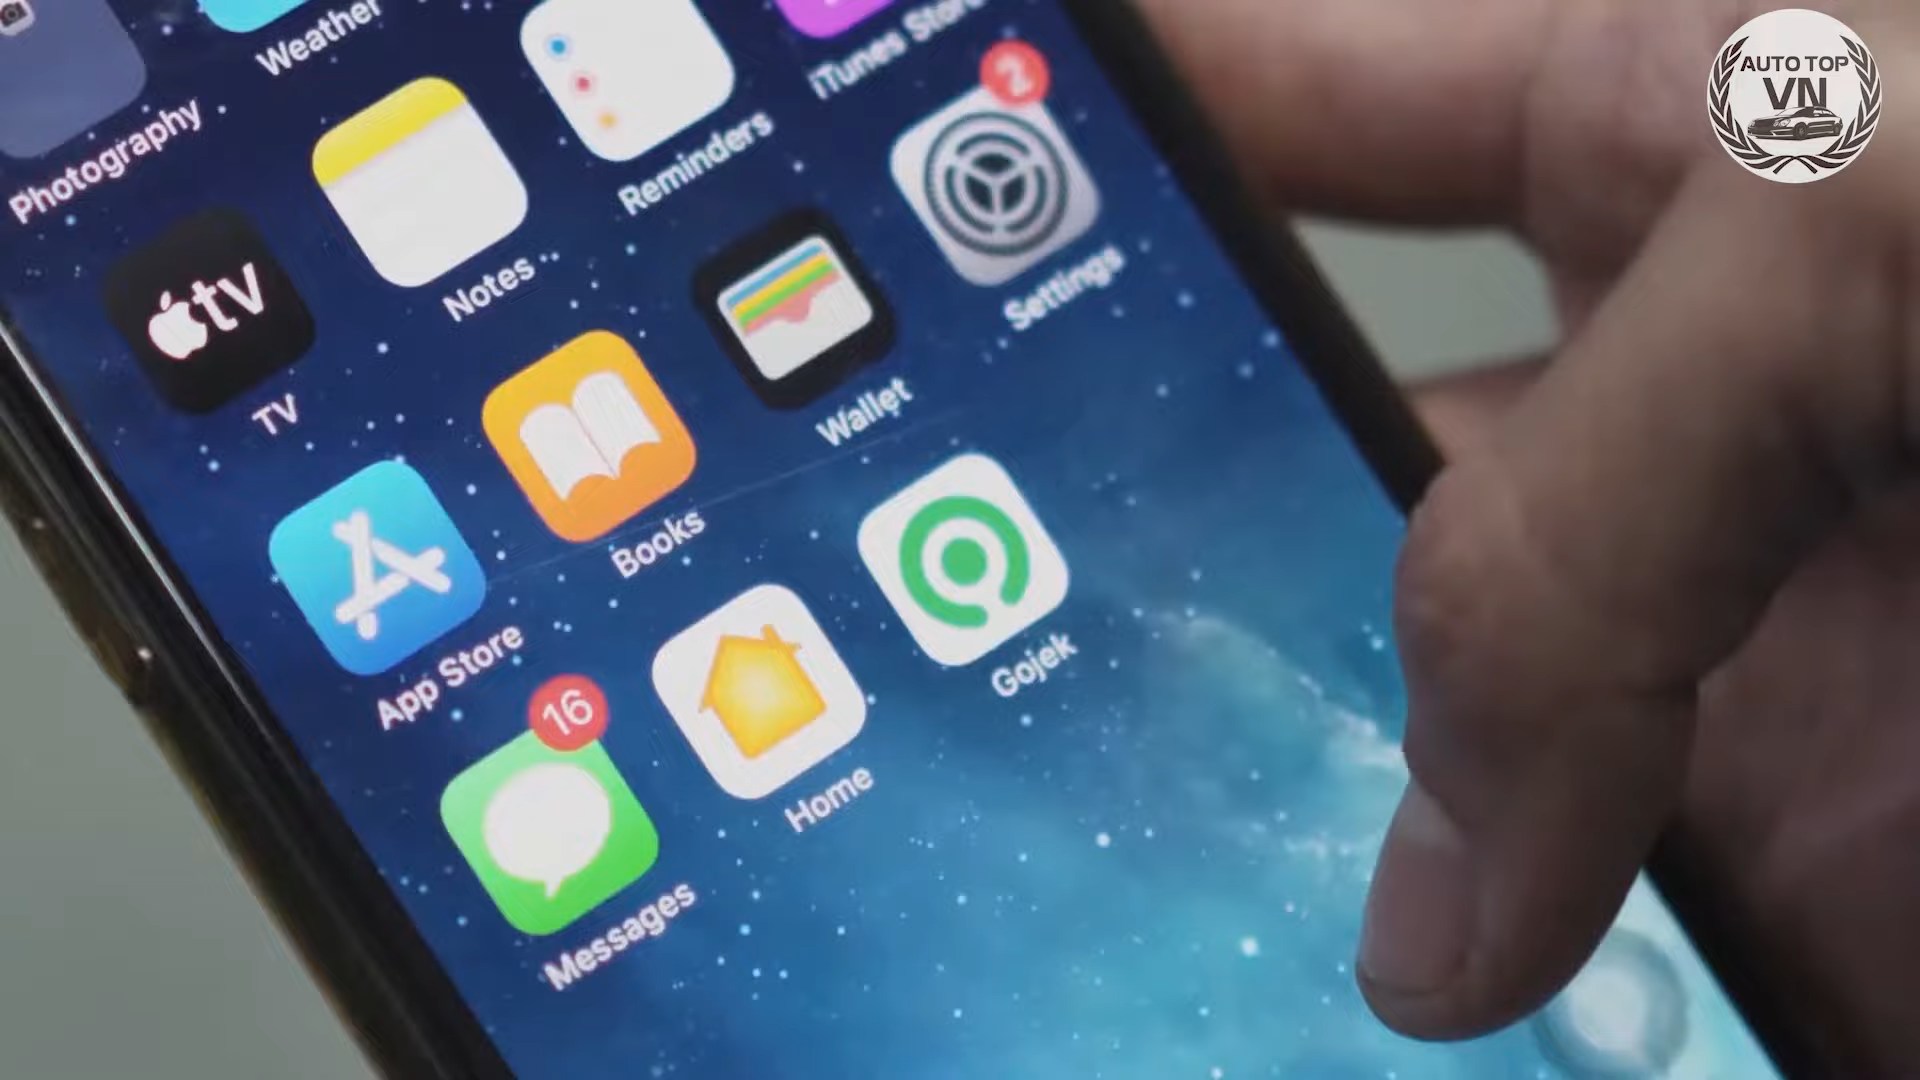 Weather
iTunes Store
Photography
Notes
Reminders
2
Settings
tv
TV
Books
Wallet
App Store
16
Messages
Home
Gojek
AUTO TOP
VN